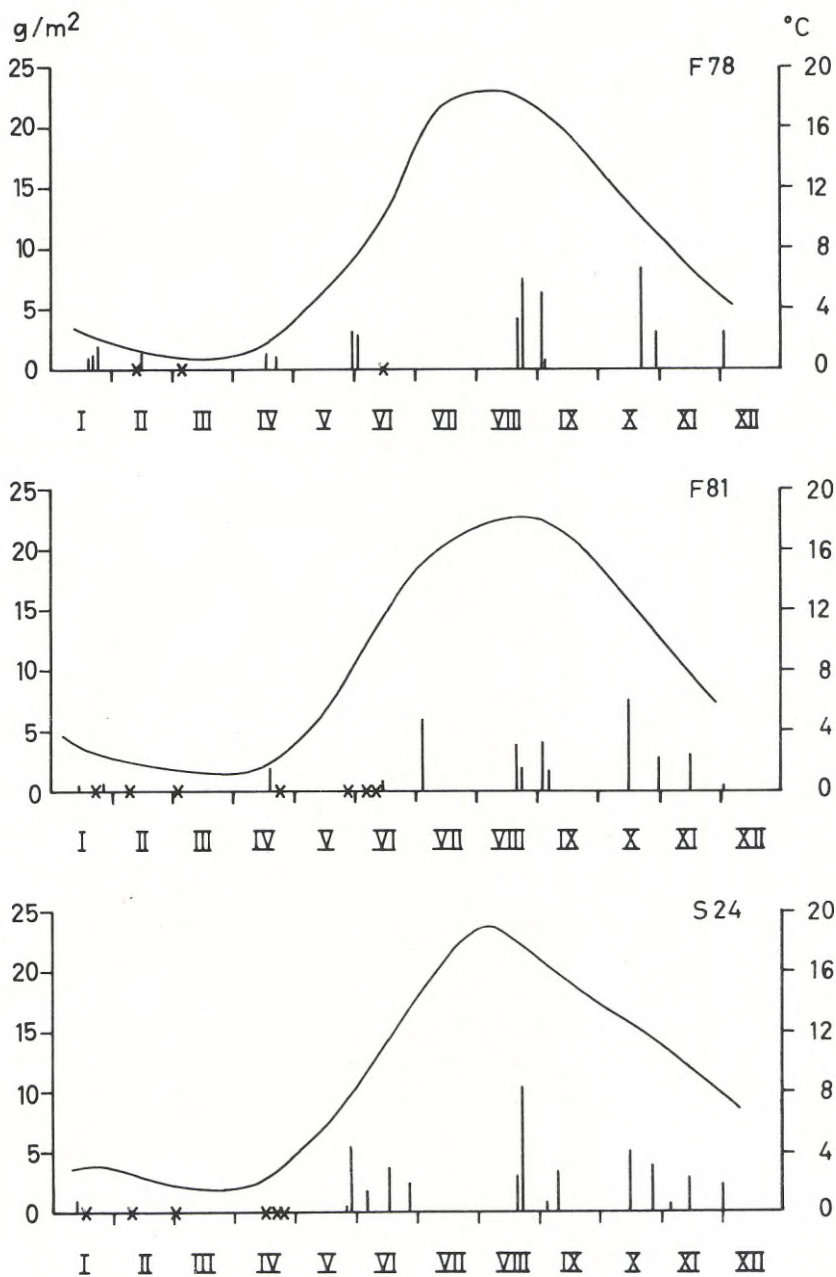 g/m² °C
F78
25 20
20 16
15 12
10 8
5 4
0 0
I II III IV V VI VII VIII IX X XI XII
F81
25 20
20 16
15 12
10 8
5 4
0 0
I II III IV V VI VII VIII IX X XI XII
S24
25 20
20 16
15 12
10 8
5 4
0 0
I II III IV V VI VII VIII IX X XI XII